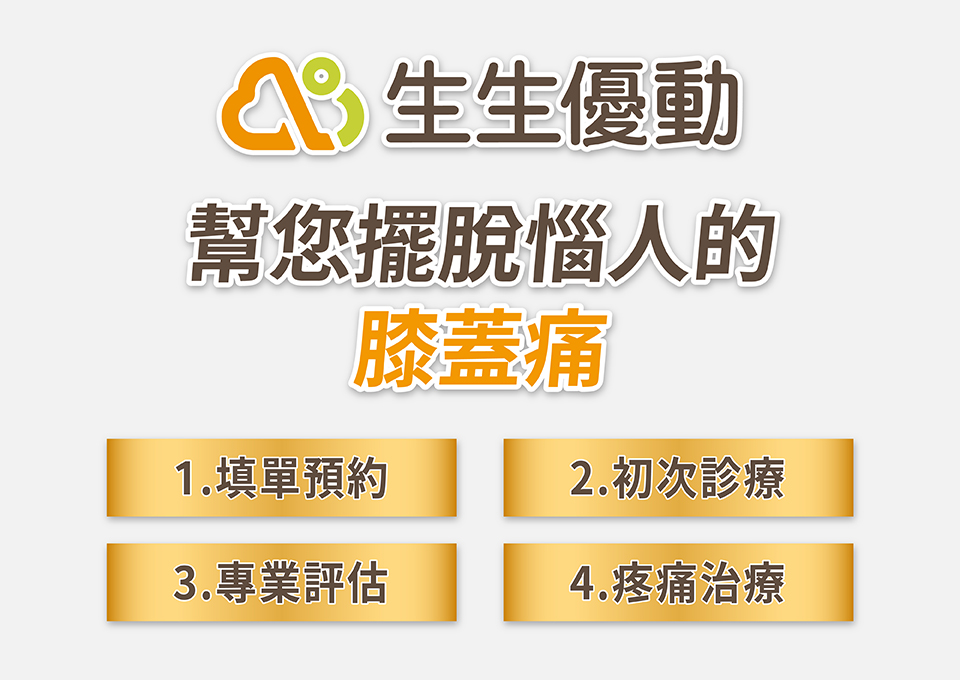 生生優動
幫您擺脫惱人的
膝蓋痛
1.填單預約
2.初次診療
3.專業評估
4.疼痛治療